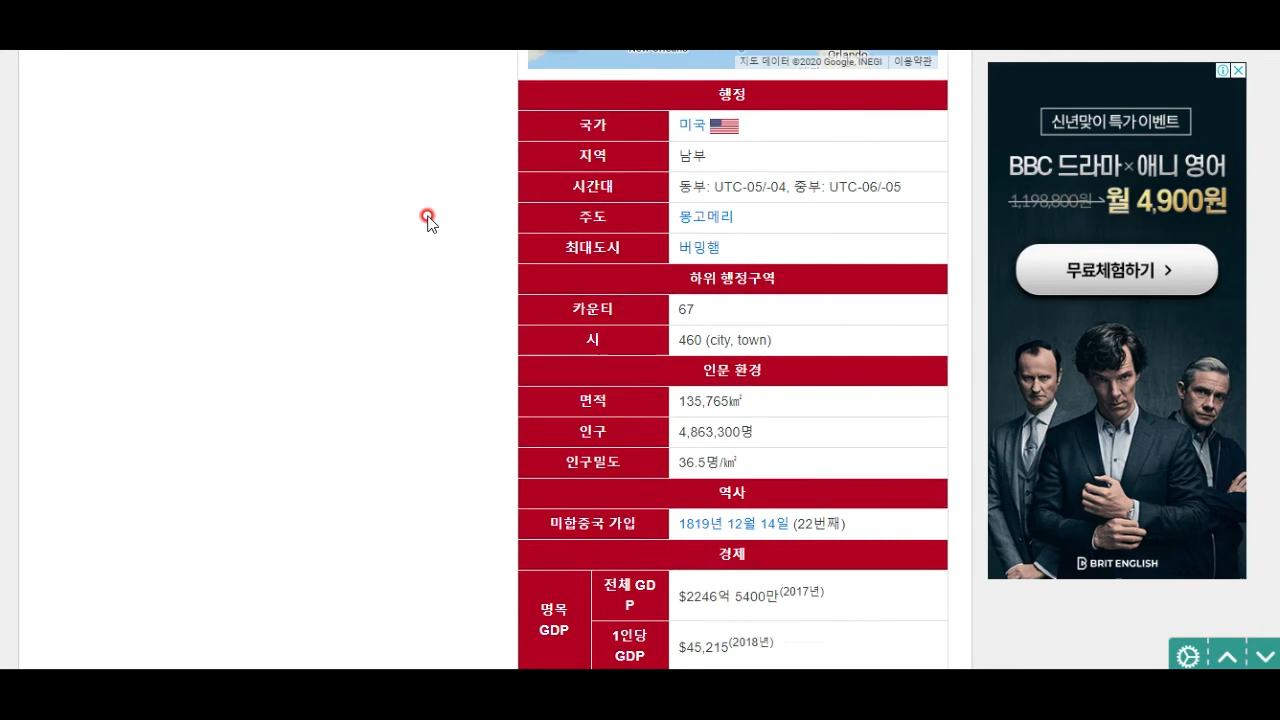 Orlando
지도 데이터 ©2020 Google, INEGI 이용약관
행정
국가 미국
지역 남부
시간대 동부: UTC-05/-04, 중부: UTC-06/-05
주도 몽고메리
최대도시 버밍햄
하위 행정구역
카운티 67
시 460 (city, town)
인문 환경
면적 135,765㎢
인구 4,863,300명
인구밀도 36.5명/㎢
역사
미합중국 가입 1819년 12월 14일 (22번째)
경제
명목
GDP
전체 GD
P
$2246억 5400만(2017년)
1인당
GDP
$45,215(2018년)
신년맞이 특가 이벤트
BBC 드라마×애니 영어
1,198,800원→월 4,900원
무료체험하기 >
BRIT ENGLISH